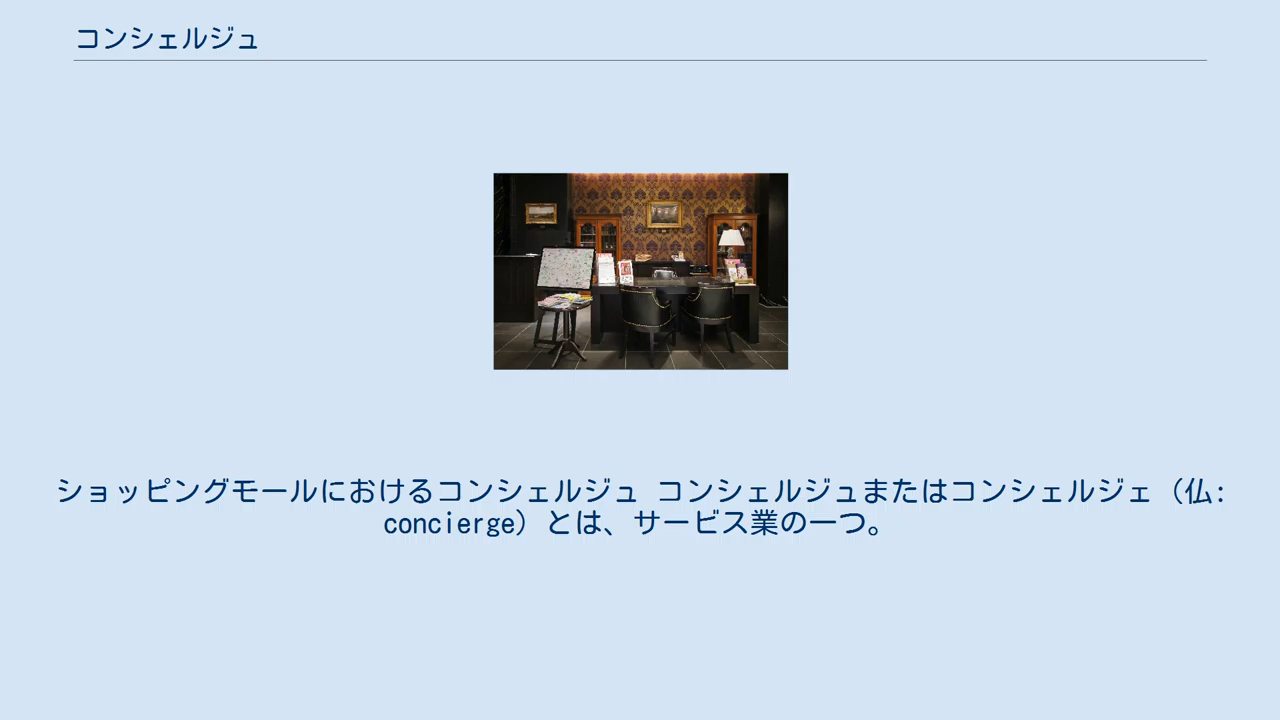 コンシェルジュ
ショッピングモールにおけるコンシェルジュ コンシェルジュまたはコンシェルジェ（仏:
concierge）とは、サービス業の一つ。